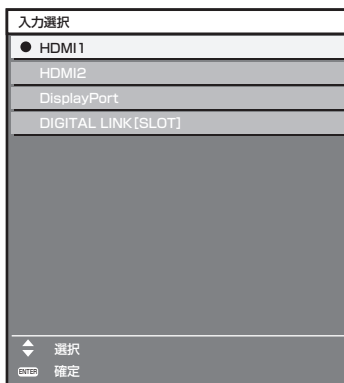 入力選択
HDMI1
HDMI2
DisplayPort
DIGITAL LINK[SLOT]
選択
ENTER 確定